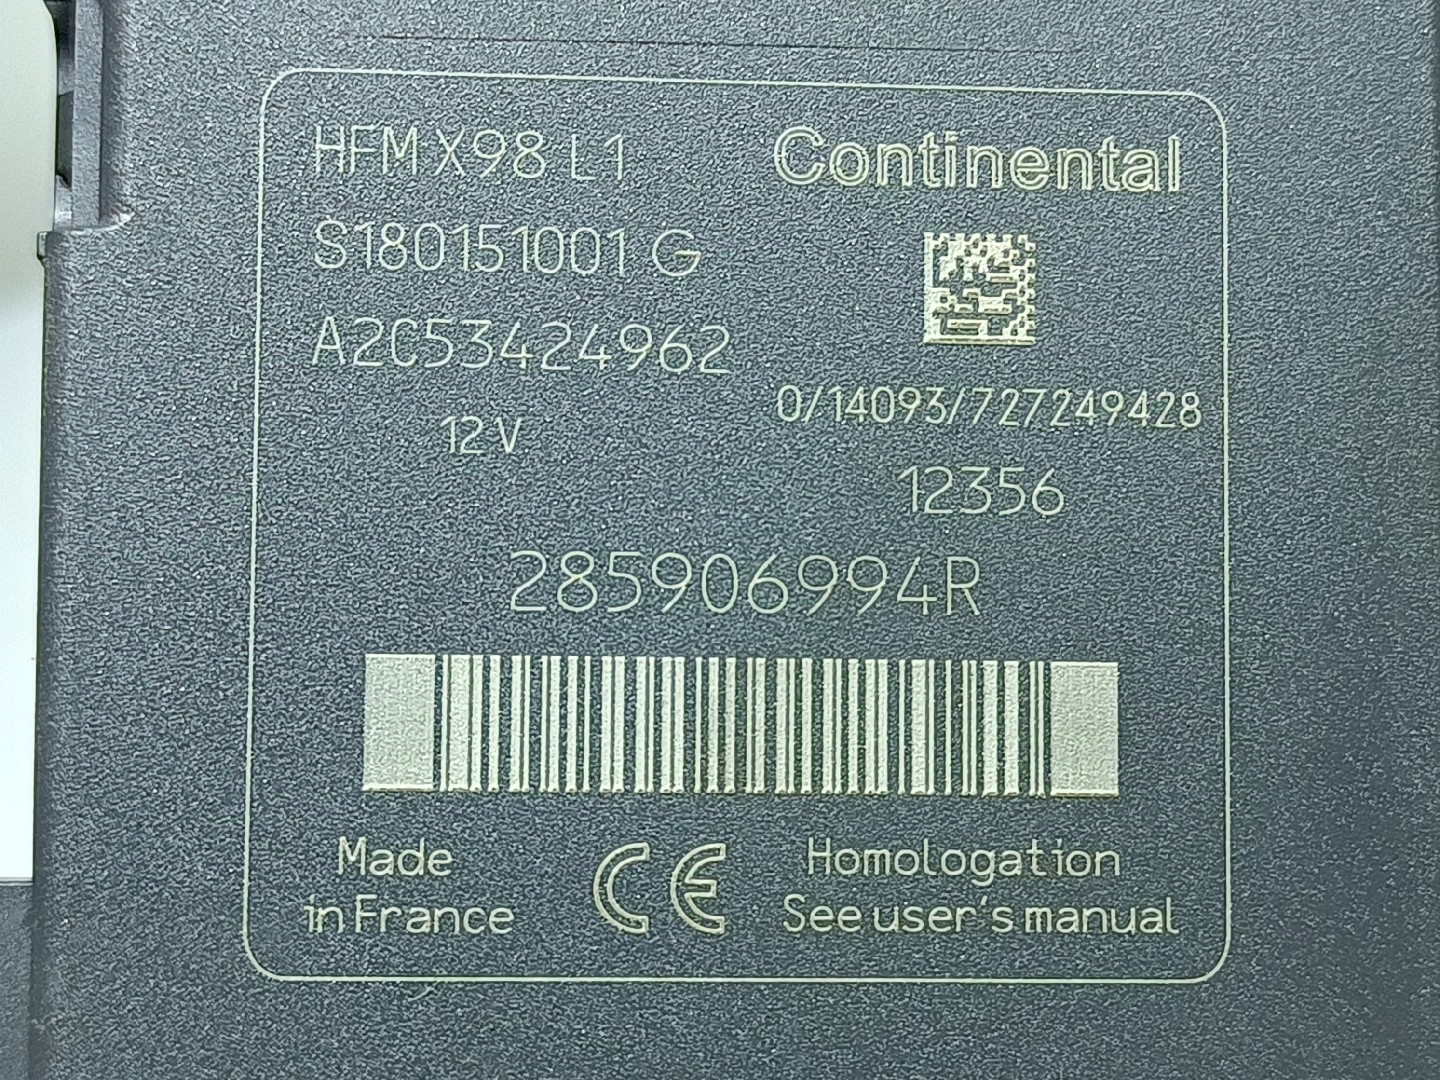 HFM X98 L1
Continental
S180151001 G
A2C53424962
0/14093/727249428
12V
12356
285906994R
Made
in France
CE
Homologation
See user's manual